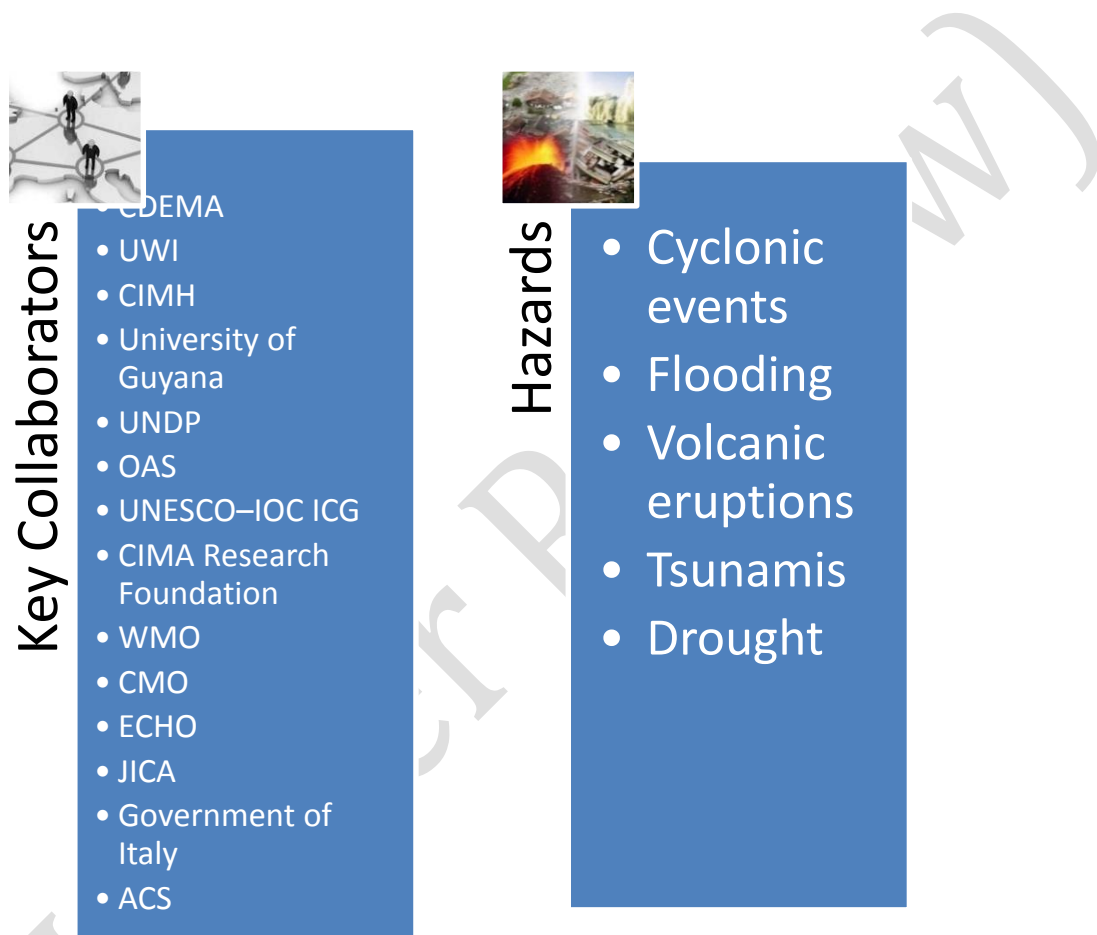 Key Collaborators
• CDEMA
• UWI
• CIMH
• University of
Guyana
• UNDP
• OAS
• UNESCO–IOC ICG
• CIMA Research
Foundation
• WMO
• CMO
• ECHO
• JICA
• Government of
Italy
• ACS
Hazards
• Cyclonic
events
• Flooding
• Volcanic
eruptions
• Tsunamis
• Drought